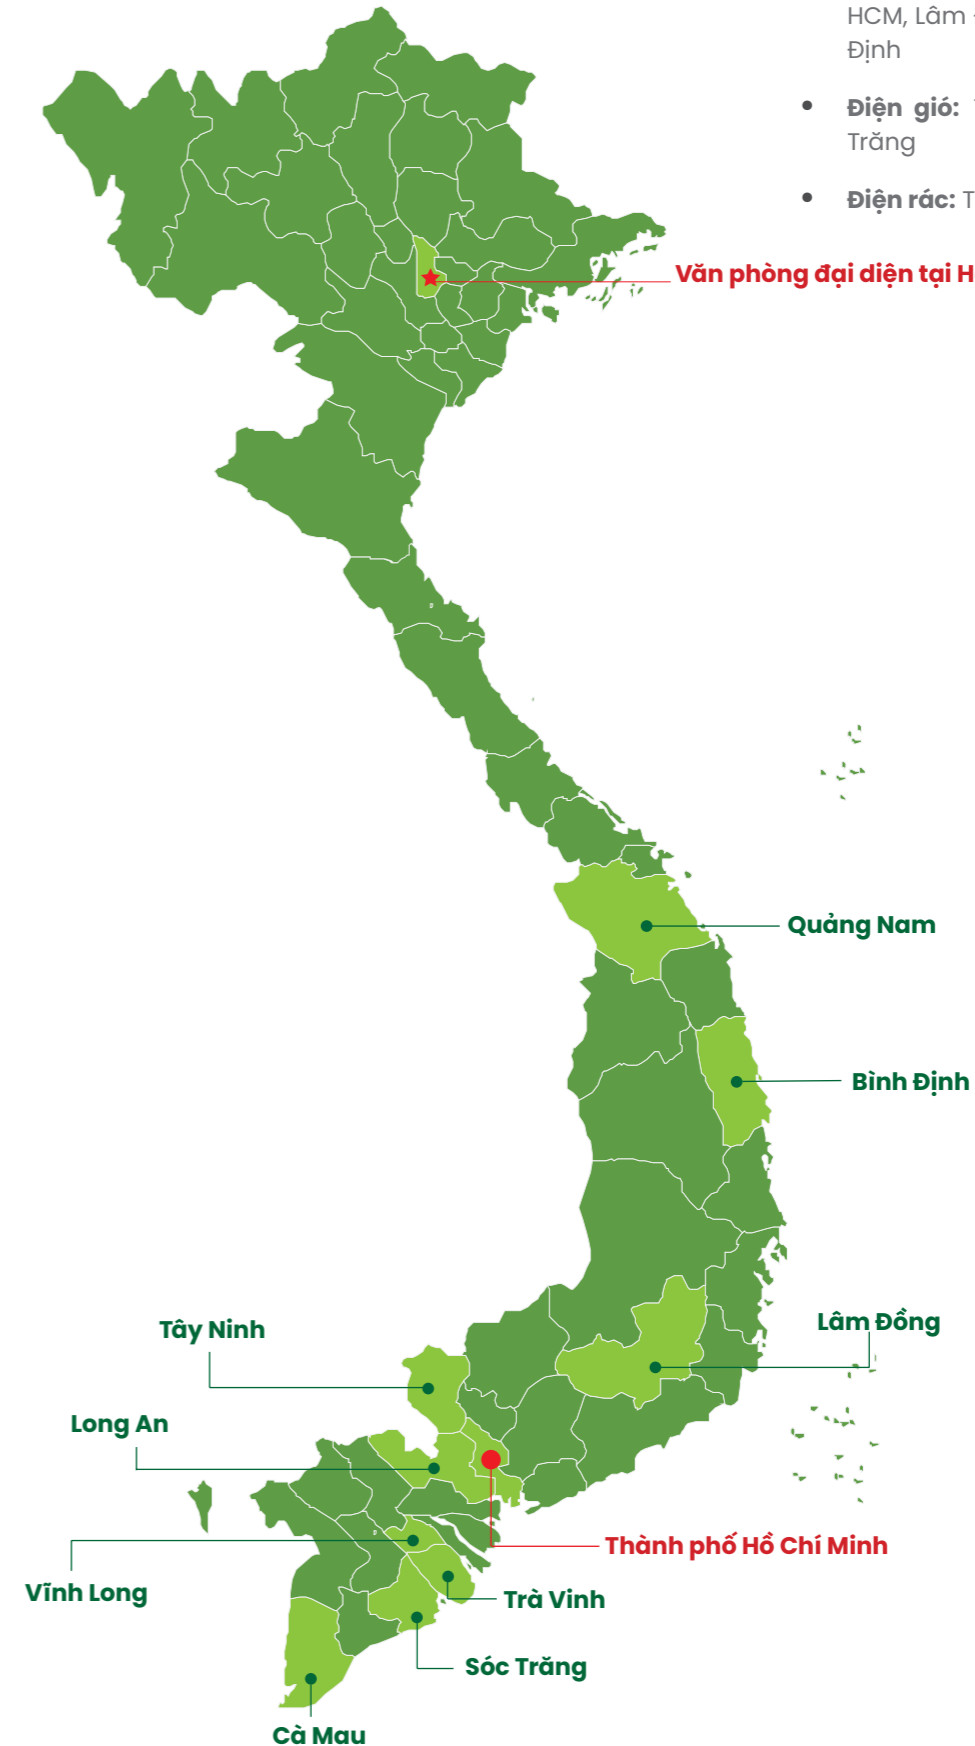 HCM, Lâm
Định
• Điện gió:
Trăng
• Điện rác: T
Văn phòng đại diện tại H
Quảng Nam
Bình Định
Lâm Đồng
Tây Ninh
Long An
Thành phố Hồ Chí Minh
Vĩnh Long
Trà Vinh
Sóc Trăng
Cà Mau